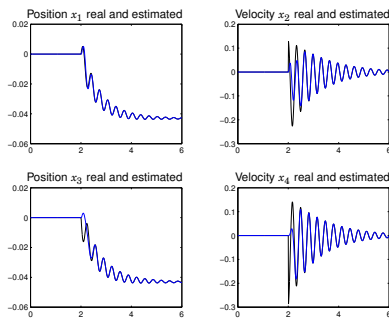 Position x₁ real and estimated
0.02
0
−0.02
−0.04
−0.06
0 2 4 6
Velocity x₂ real and estimated
0.2
0.1
0
−0.1
−0.2
−0.3
0 2 4 6
Position x₃ real and estimated
0.02
0
−0.02
−0.04
−0.06
0 2 4 6
Velocity x₄ real and estimated
0.2
0.1
0
−0.1
−0.2
−0.3
0 2 4 6